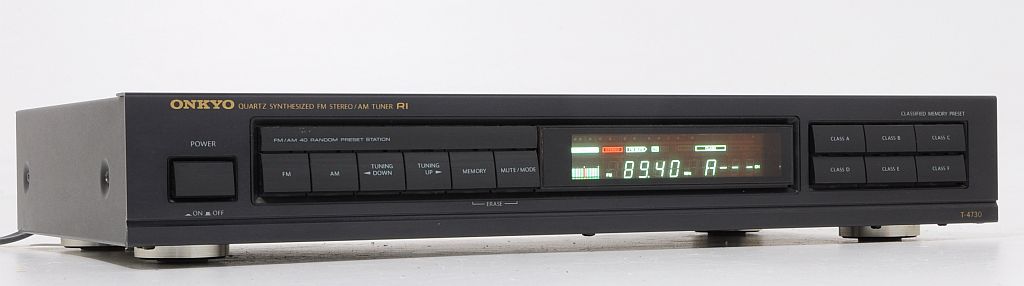 ONKYO QUARTZ SYNTHESIZED FM STEREO/AM TUNER RI
POWER
ON OFF
FM/AM 40 RANDOM PRESET STATION
FM
AM
TUNING DOWN
TUNING UP
MEMORY
MUTE/MODE
ERASE
89.40 A
CLASSIFIED MEMORY PRESET
CLASS A
CLASS B
CLASS C
CLASS D
CLASS E
CLASS F
T-4730